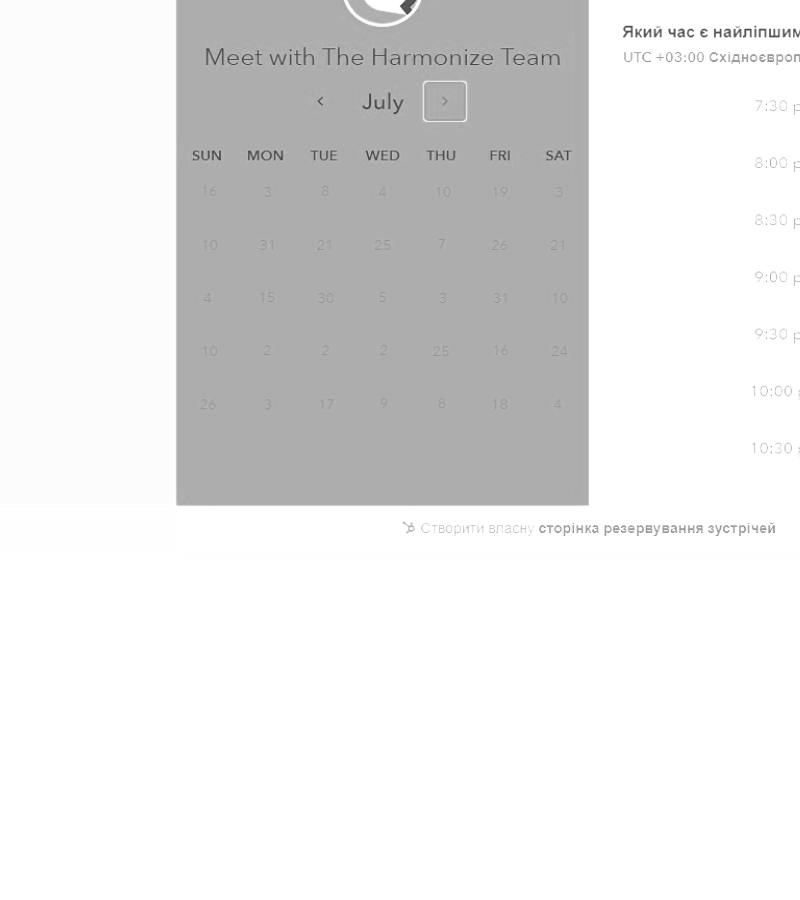 Meet with The Harmonize Team
July
SUN MON TUE WED THU FRI SAT
16 3 8 4 10 19 3
10 31 21 25 7 26 21
4 15 30 5 3 31 10
10 2 2 2 25 16 24
26 3 17 9 8 18 4
Який час є найліпшим
UTC +03:00 Східноєвроп
7:30 p
8:00 p
8:30 p
9:00 p
9:30 p
10:00 p
10:30 p
Створити власну сторінка резервування зустрічей